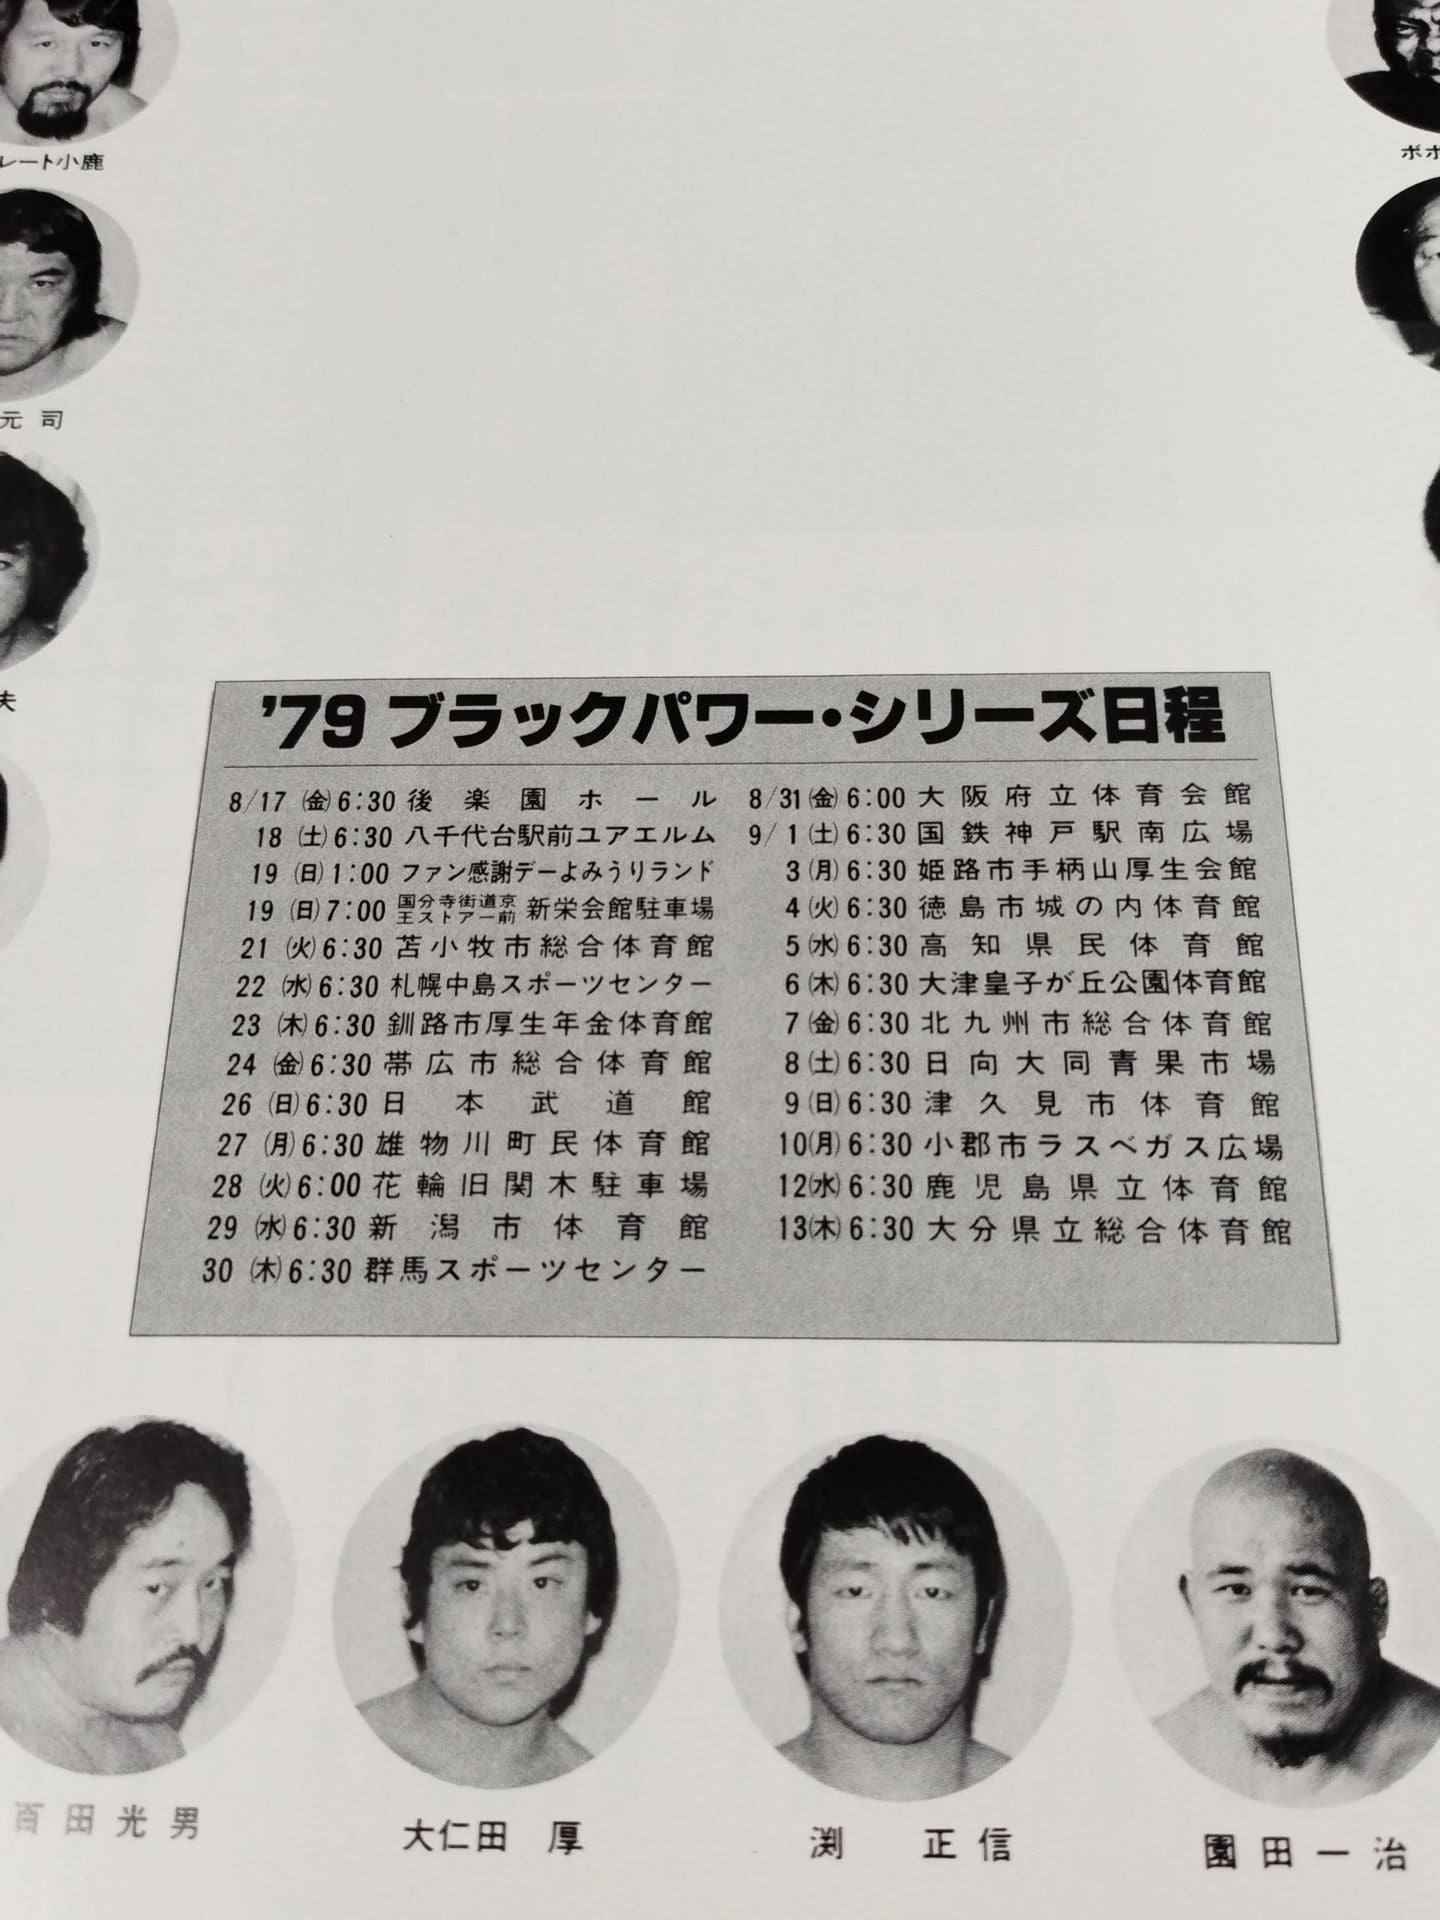 レート小鹿
ボボ
元司
夫
'79 ブラックパワー・シリーズ日程
8/17 ㈮ 6:30 後楽園ホール
18 ㈯ 6:30 八千代台駅前ユアエルム
19 ㈰ 1:00 ファン感謝デーよみうりランド
19 ㈰ 7:00 国分寺街道京王ストアー前 新栄会館駐車場
21 ㈫ 6:30 苫小牧市総合体育館
22 ㈬ 6:30 札幌中島スポーツセンター
23 ㈭ 6:30 釧路市厚生年金体育館
24 ㈮ 6:30 帯広市総合体育館
26 ㈰ 6:30 日本武道館
27 ㈪ 6:30 雄物川町民体育館
28 ㈫ 6:00 花輪旧関木駐車場
29 ㈬ 6:30 新潟市体育館
30 ㈭ 6:30 群馬スポーツセンター
8/31 ㈮ 6:00 大阪府立体育会館
9/1 ㈯ 6:30 国鉄神戸駅南広場
3 ㈪ 6:30 姫路市手柄山厚生会館
4 ㈫ 6:30 徳島市城の内体育館
5 ㈬ 6:30 高知県民体育館
6 ㈭ 6:30 大津皇子が丘公園体育館
7 ㈮ 6:30 北九州市総合体育館
8 ㈯ 6:30 日向大同青果市場
9 ㈰ 6:30 津久見市体育館
10 ㈪ 6:30 小郡市ラスベガス広場
12 ㈬ 6:30 鹿児島県立体育館
13 ㈭ 6:30 大分県立総合体育館
百田光男
大仁田 厚
渕 正信
園田一治